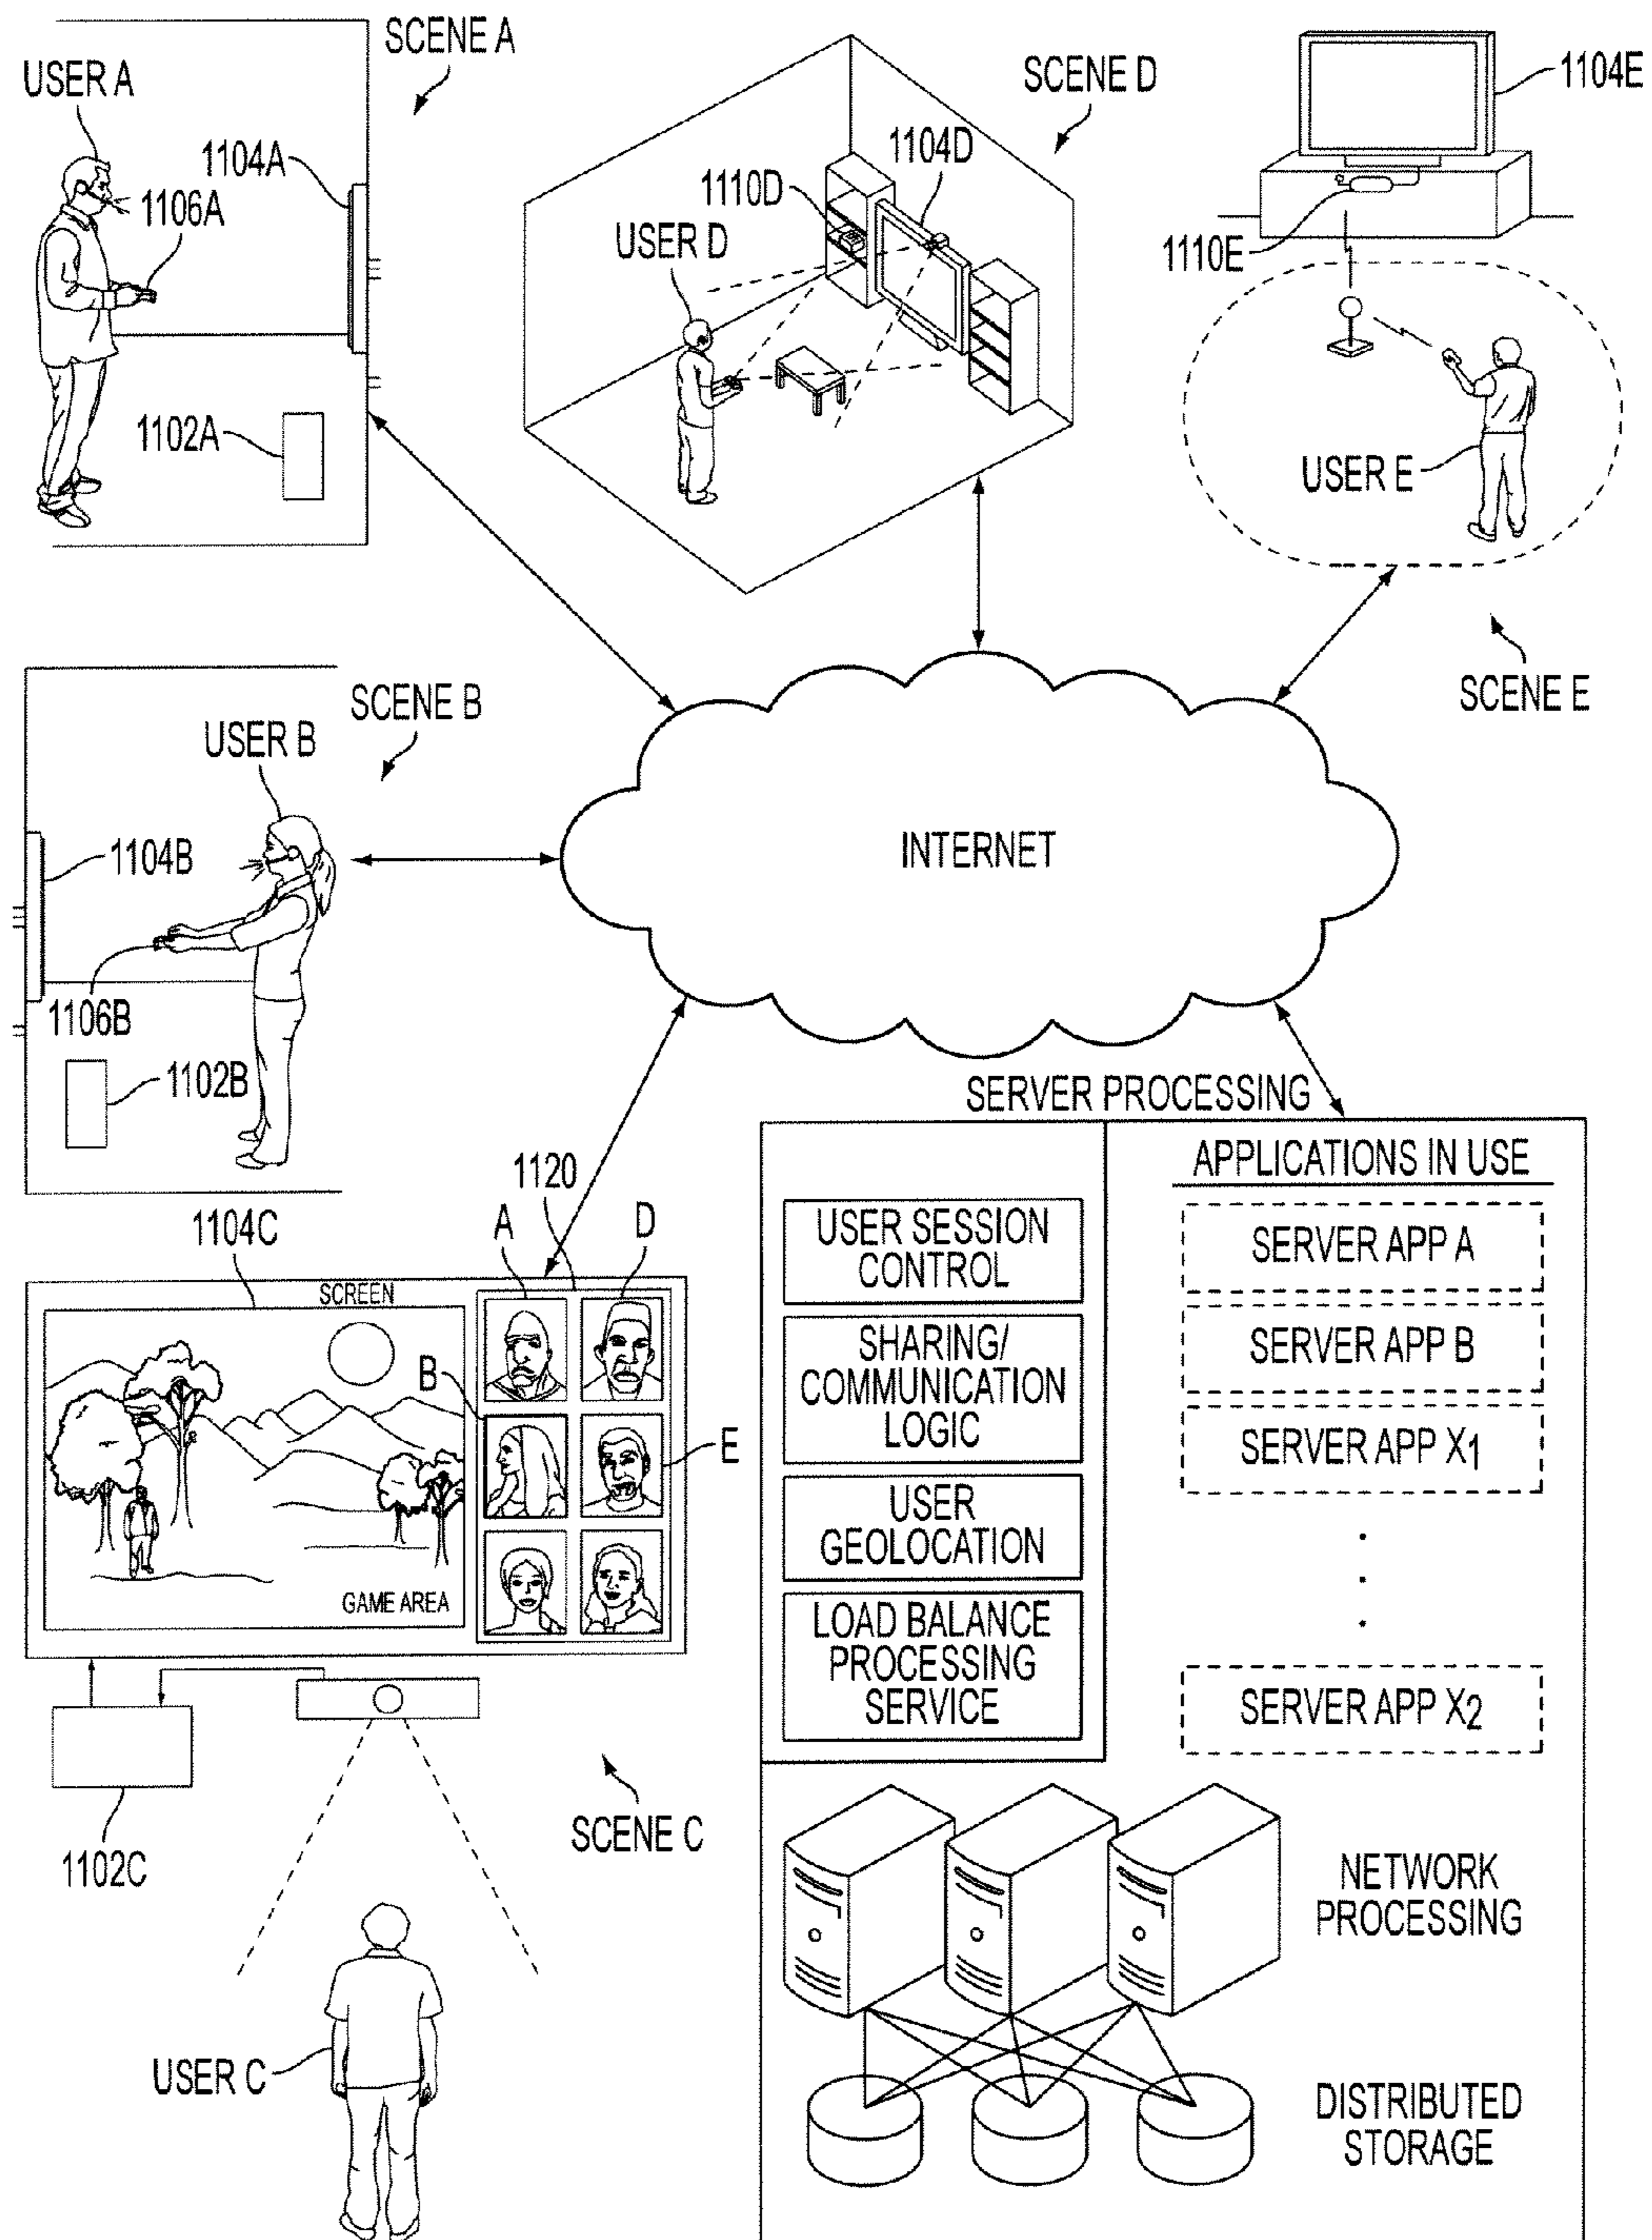 SCENE A
USER A
1104A
1106A
1102A
SCENE D
1104D
1110D
USER D
1104E
1110E
USER E
SCENE E
SCENE B
USER B
1104B
1106B
1102B
INTERNET
SERVER PROCESSING
1120
A
D
1104C
SCREEN
B
E
GAME AREA
1102C
SCENE C
USER C
USER SESSION
CONTROL
SHARING/
COMMUNICATION
LOGIC
USER
GEOLOCATION
LOAD BALANCE
PROCESSING
SERVICE
APPLICATIONS IN USE
SERVER APP A
SERVER APP B
SERVER APP X1
.
.
.
SERVER APP X2
NETWORK
PROCESSING
DISTRIBUTED
STORAGE